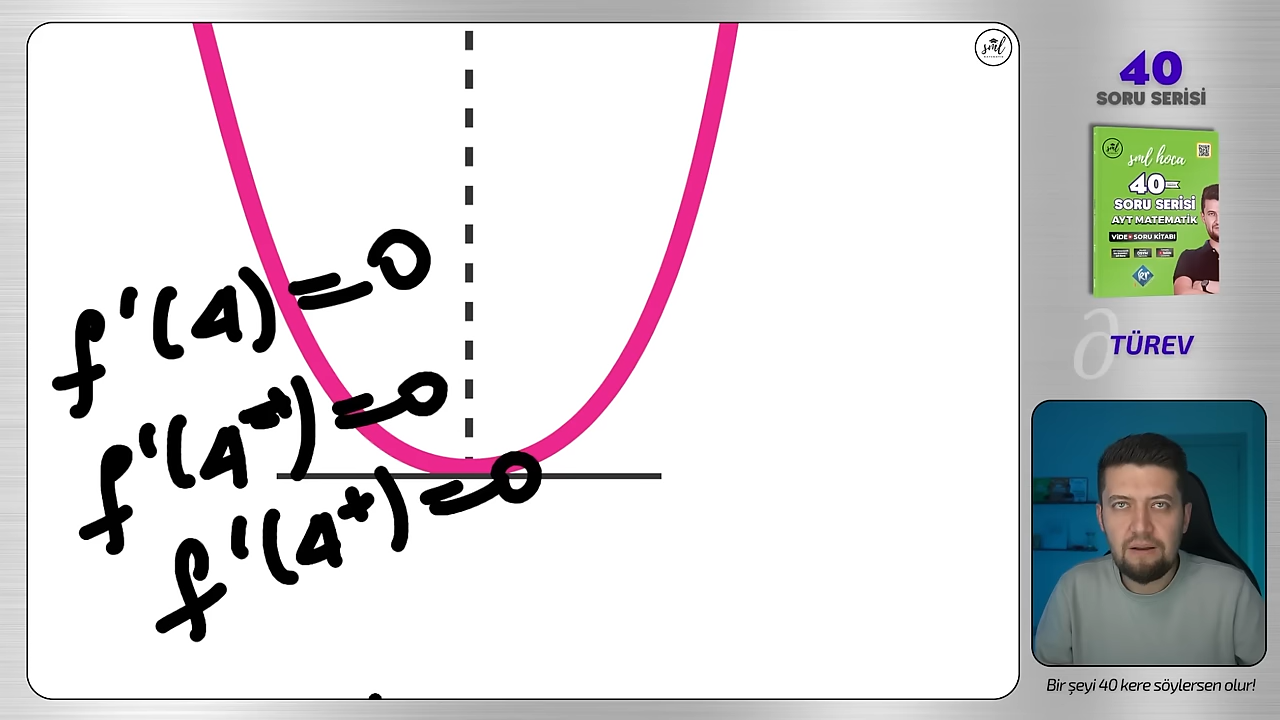 f'(4)=0
f'(4⁻)=0
f'(4⁺)=0
sml
40
SORU SERİSİ
sml hoca
40
SORU SERİSİ
AYT MATEMATİK
VİDEO SORU KİTABI
∂
TÜREV
Bir şeyi 40 kere söylersen olur!